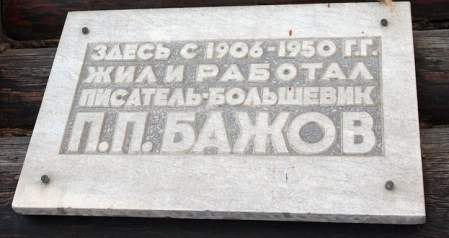 ЗДЕСЬ С 1906-1950 Г.Г.
ЖИЛ И РАБОТАЛ
ПИСАТЕЛЬ-БОЛЬШЕВИК
П.П. БАЖОВ